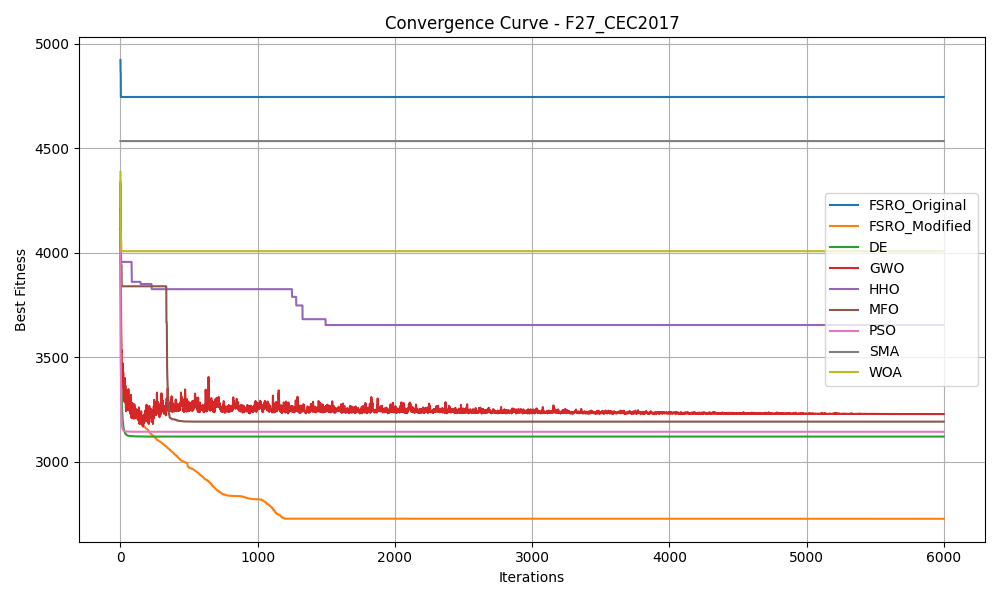 Convergence Curve - F27_CEC2017
Best Fitness
5000
4500
4000
3500
3000
0
1000
2000
3000
4000
5000
6000
Iterations
FSRO_Original
FSRO_Modified
DE
GWO
HHO
MFO
PSO
SMA
WOA